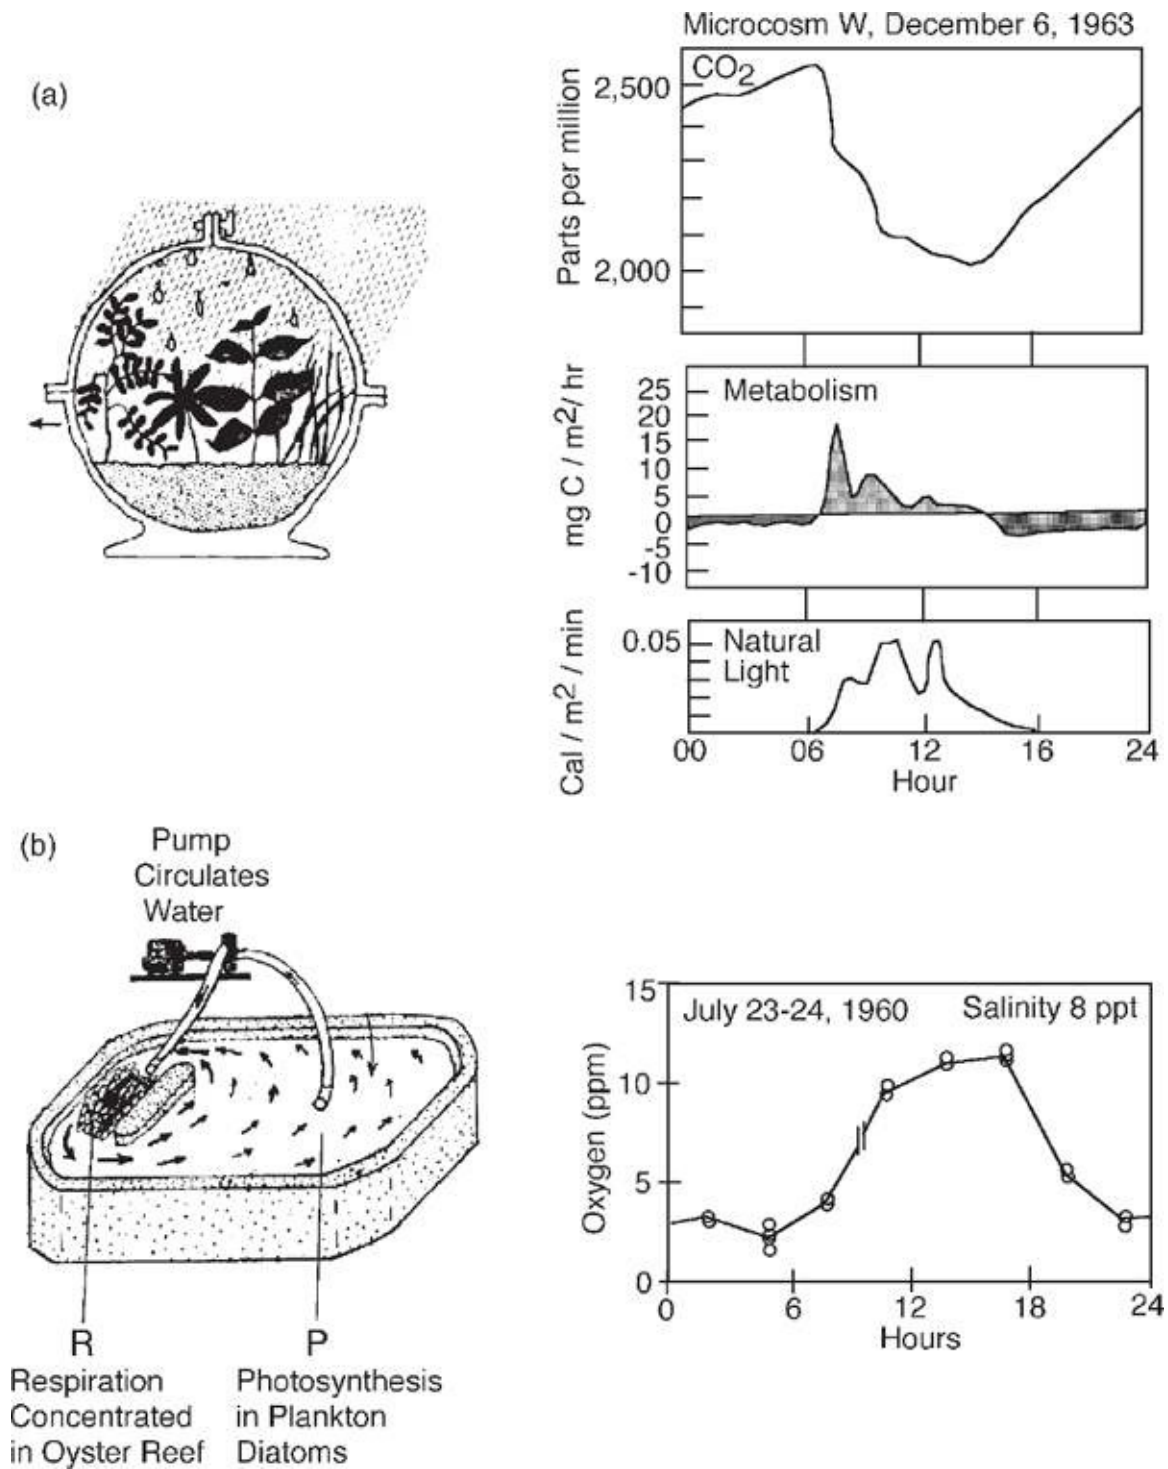 (a)
Microcosm W, December 6, 1963
CO2
Parts per million
2,500
2,000
Metabolism
mg C / m2/ hr
25
20
15
10
5
0
-5
-10
Natural
Light
Cal / m2 / min
0.05
00 06 12 16 24
Hour
(b)
Pump
Circulates
Water
R
Respiration
Concentrated
in Oyster Reef
P
Photosynthesis
in Plankton
Diatoms
July 23-24, 1960 Salinity 8 ppt
Oxygen (ppm)
15
10
5
0
0 6 12 18 24
Hours